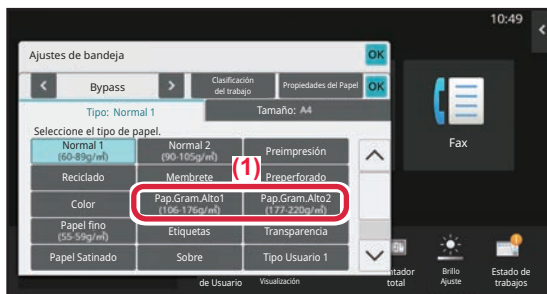 10:49
Ajustes de bandeja
OK
Bypass
Clasificación
del trabajo
Propiedades del Papel
OK
Tipo: Normal 1
Tamaño: A4
Seleccione el tipo de papel.
Normal 1
(60-89g/㎡)
Normal 2
(90-105g/㎡)
Preimpresión
Reciclado
Membrete
(1)
Preperforado
Color
Pap.Gram.Alto1
(106-176g/㎡)
Pap.Gram.Alto2
(177-220g/㎡)
Papel fino
(55-59g/㎡)
Etiquetas
Transparencia
Papel Satinado
Sobre
Tipo Usuario 1
Fax
de Usuario
Visualización
total
Brillo
Ajuste
Estado de
trabajos